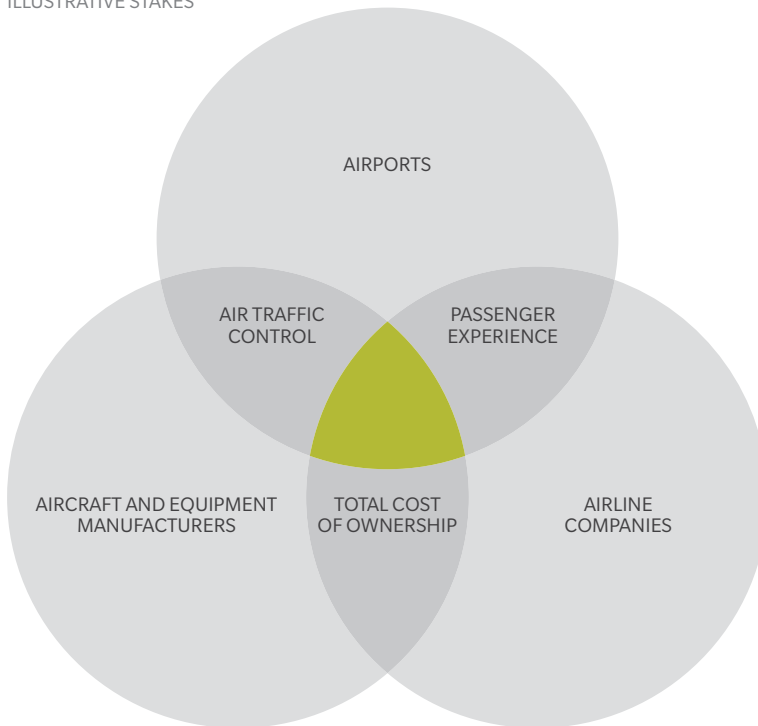 ILLUSTRATIVE STAKES
AIRPORTS
AIR TRAFFIC
CONTROL
PASSENGER
EXPERIENCE
AIRCRAFT AND EQUIPMENT
MANUFACTURERS
TOTAL COST
OF OWNERSHIP
AIRLINE
COMPANIES